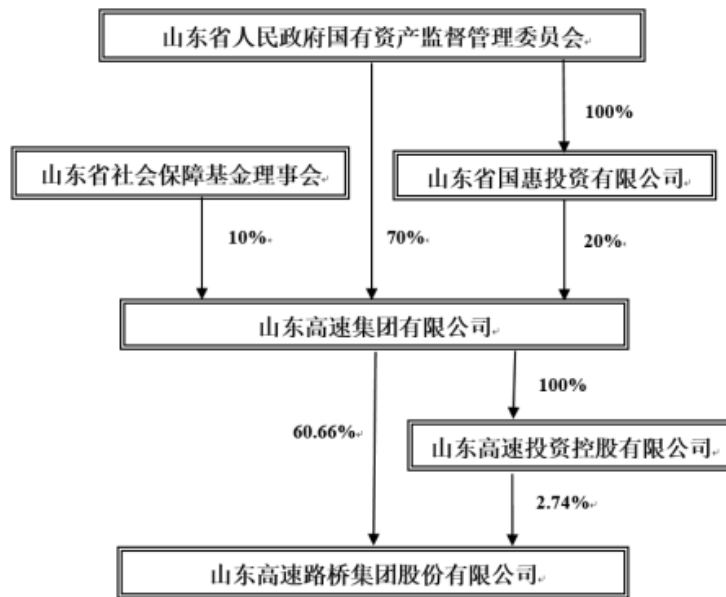 山东省人民政府国有资产监督管理委员会
100%
山东省社会保障基金理事会
山东省国惠投资有限公司
10%
70%
20%
山东高速集团有限公司
100%
60.66%
山东高速投资控股有限公司
2.74%
山东高速路桥集团股份有限公司